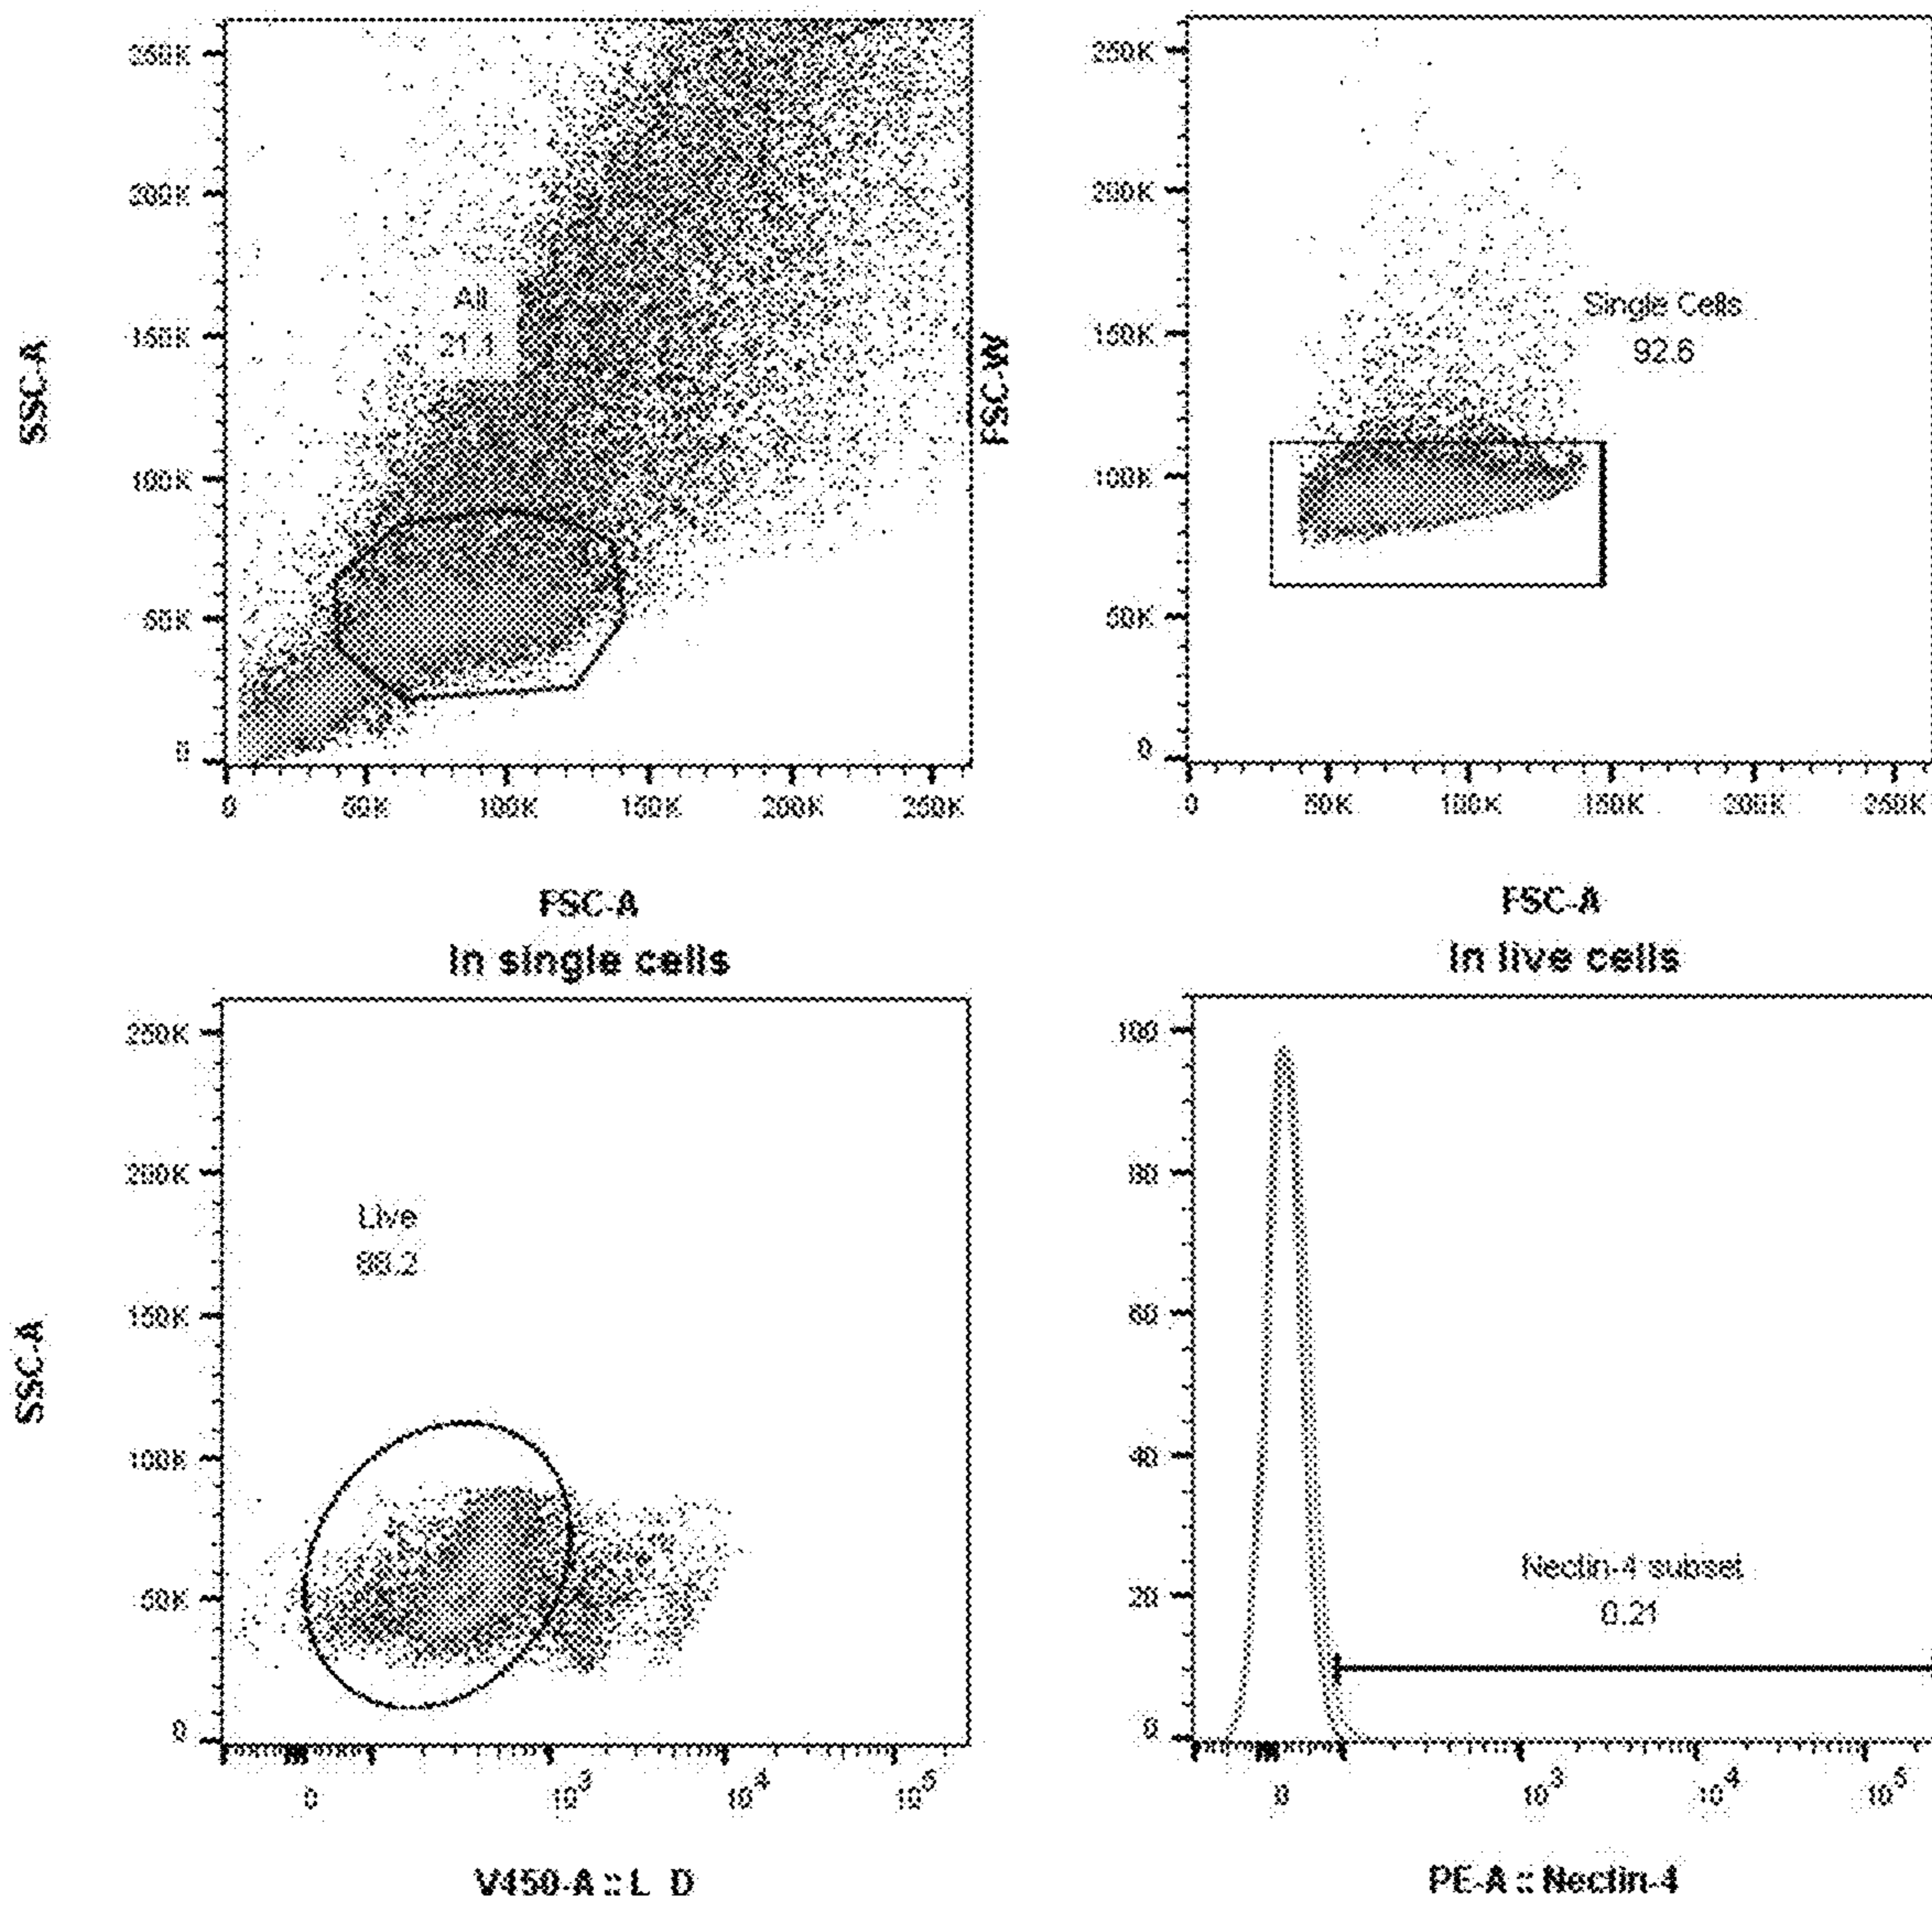 SSC-A
250K
200K
150K
100K
50K
0
All
21.1
0
50K
100K
150K
200K
250K
FSC-A
FSC-W
250K
200K
150K
100K
50K
0
Single Cells
92.6
0
50K
100K
150K
200K
250K
FSC-A
In single cells
SSC-A
250K
200K
150K
100K
50K
0
Live
88.2
0
10^3
10^4
10^5
V450-A :: L_D
In live cells
100
80
60
40
20
0
Nectin-4 subset
0.21
0
10^3
10^4
10^5
PE-A :: Nectin-4